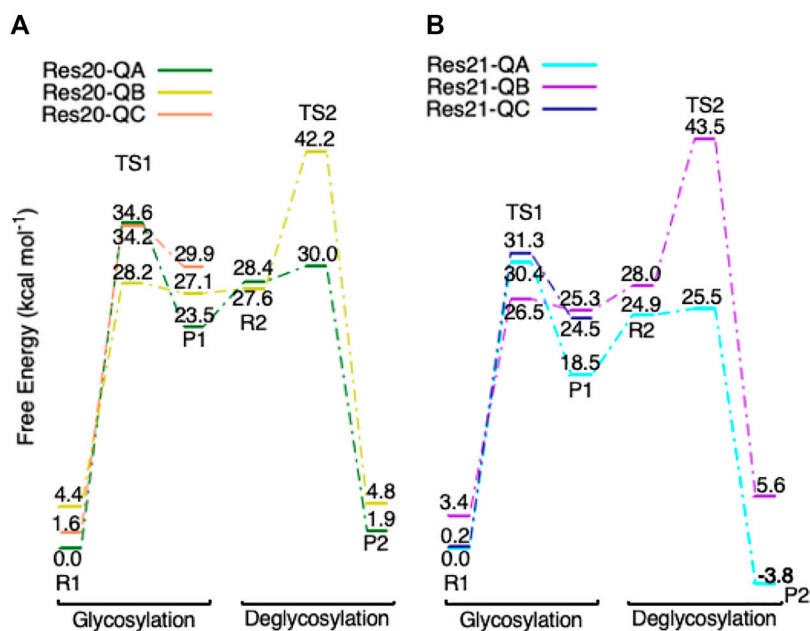 A
Res20-QA
Res20-QB
Res20-QC
TS1
TS2
42.2
34.6
34.2
28.2
29.9
27.1
23.5
P1
28.4
27.6
R2
30.0
4.4
1.6
0.0
R1
4.8
1.9
P2
Free Energy (kcal mol-1)
Glycosylation
Deglycosylation
B
Res21-QA
Res21-QB
Res21-QC
TS2
43.5
TS1
31.3
30.4
26.5
25.3
24.5
18.5
P1
28.0
24.9
R2
25.5
3.4
0.2
0.0
R1
5.6
-3.8
P2
Glycosylation
Deglycosylation